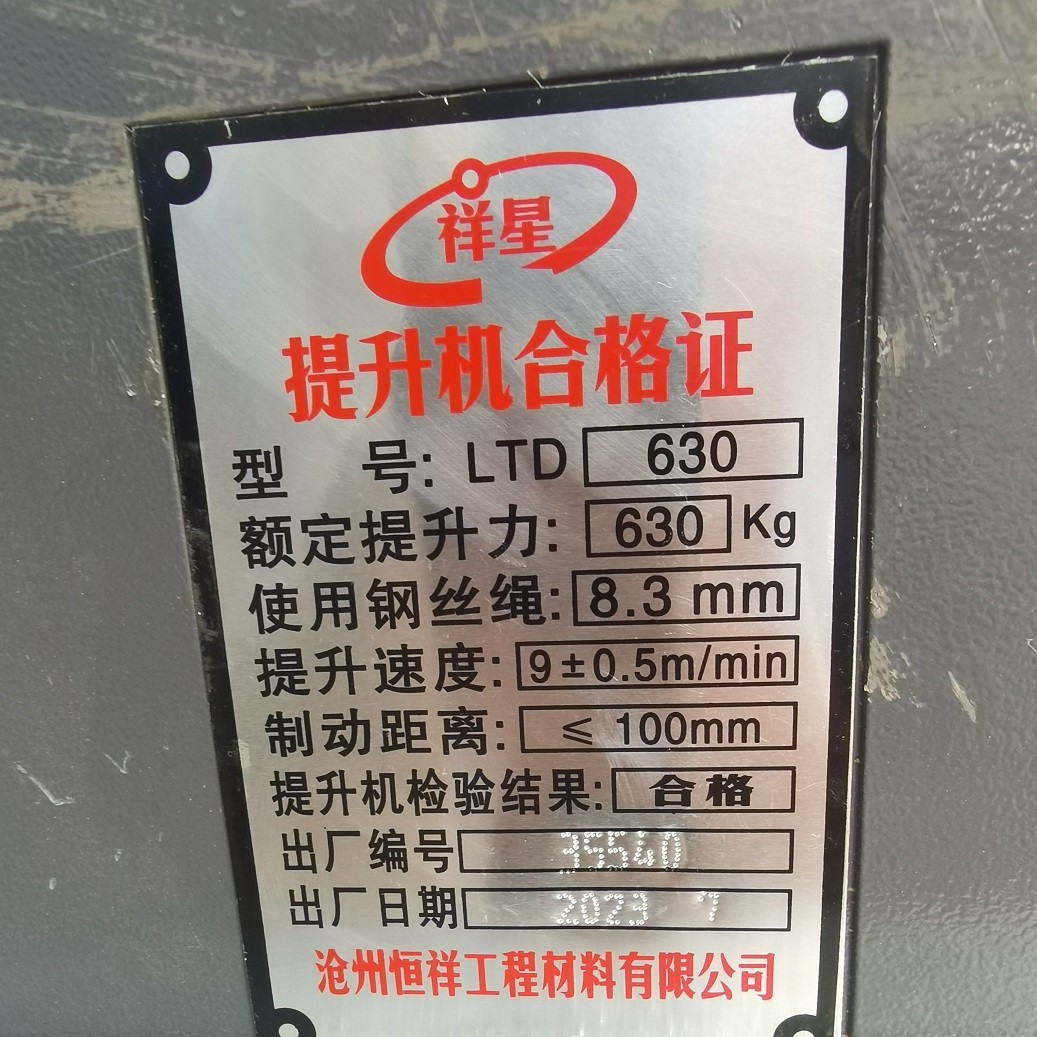 祥星
提升机合格证
型 号: LTD 630
额定提升力: 630 Kg
使用钢丝绳: 8.3 mm
提升速度: 9±0.5m/min
制动距离: ≤ 100mm
提升机检验结果: 合格
出厂编号 35540
出厂日期 2023 7
沧州恒祥工程材料有限公司